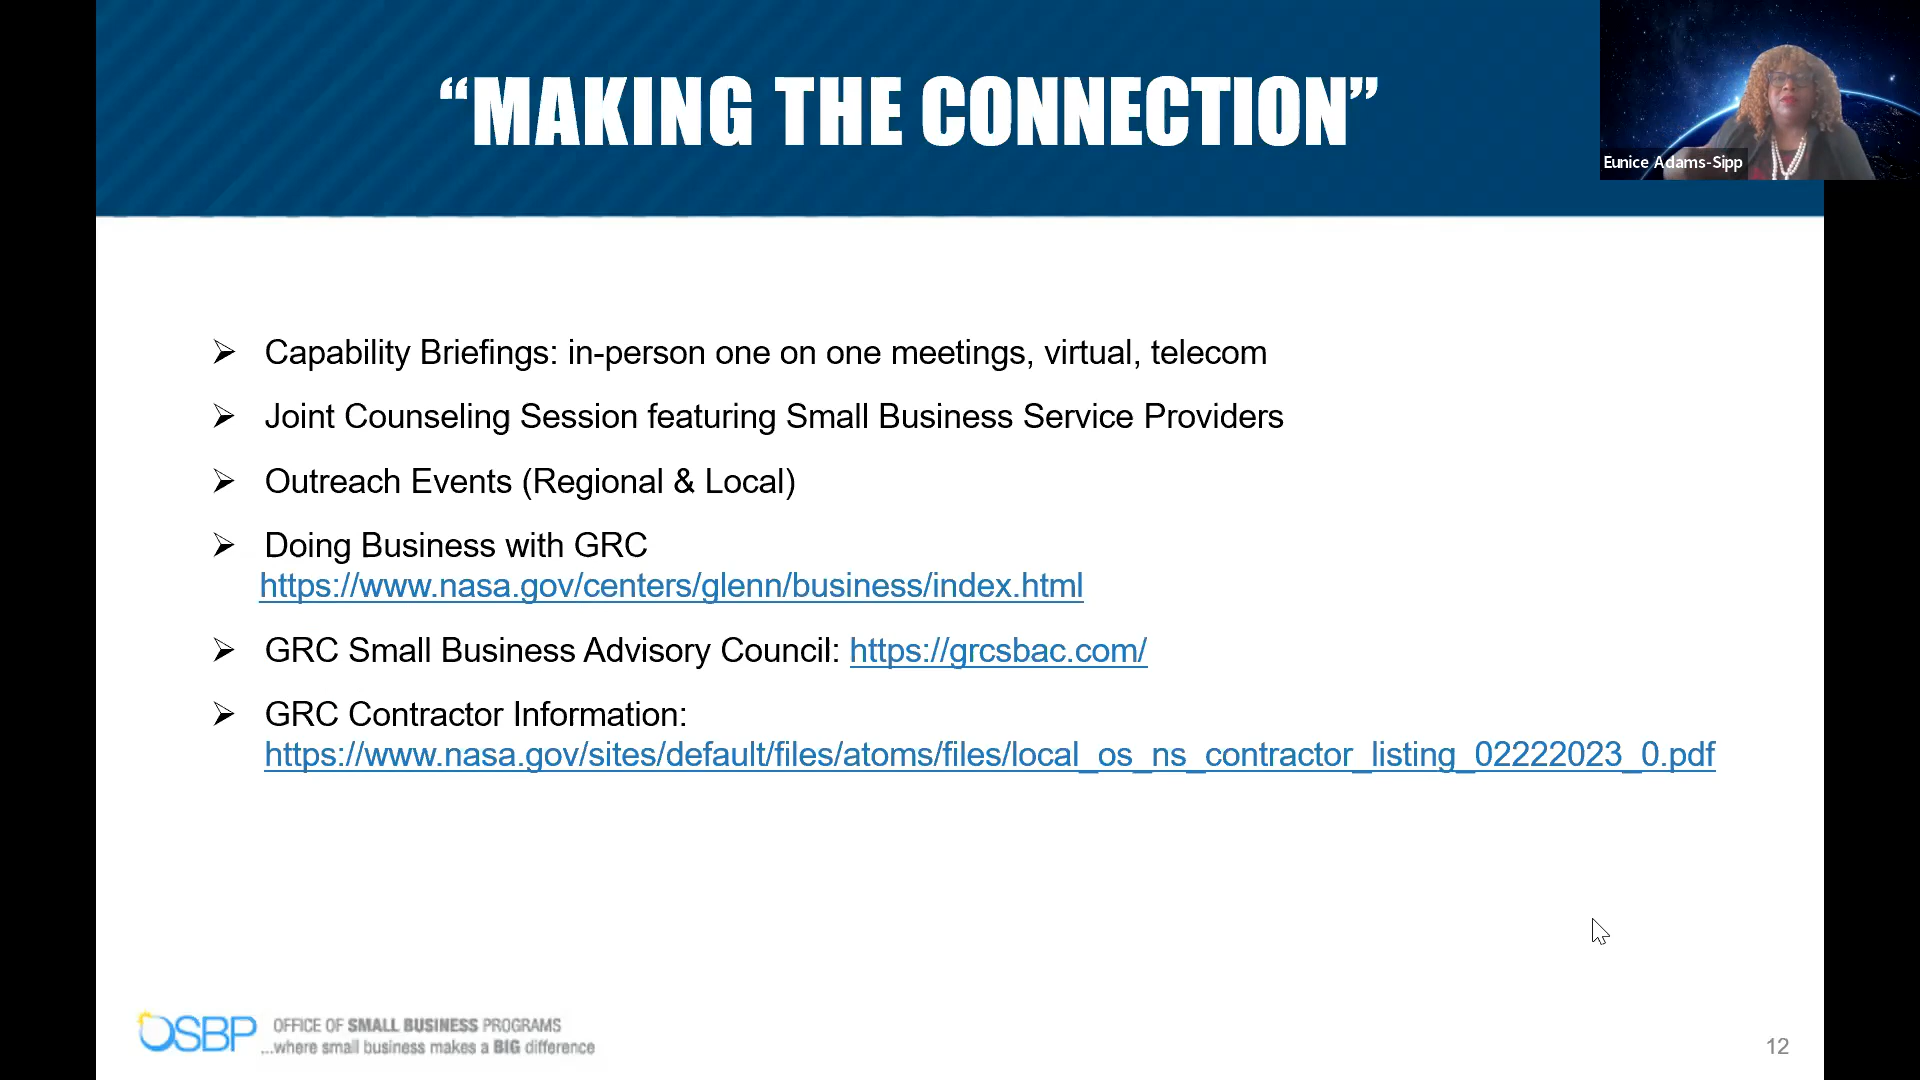 “MAKING THE CONNECTION”
Eunice Adams-Sipp
➢ Capability Briefings: in-person one on one meetings, virtual, telecom
➢ Joint Counseling Session featuring Small Business Service Providers
➢ Outreach Events (Regional & Local)
➢ Doing Business with GRC
https://www.nasa.gov/centers/glenn/business/index.html
➢ GRC Small Business Advisory Council: https://grcsbac.com/
➢ GRC Contractor Information:
https://www.nasa.gov/sites/default/files/atoms/files/local_os_ns_contractor_listing_02222023_0.pdf
OSBP OFFICE OF SMALL BUSINESS PROGRAMS
...where small business makes a BIG difference
12